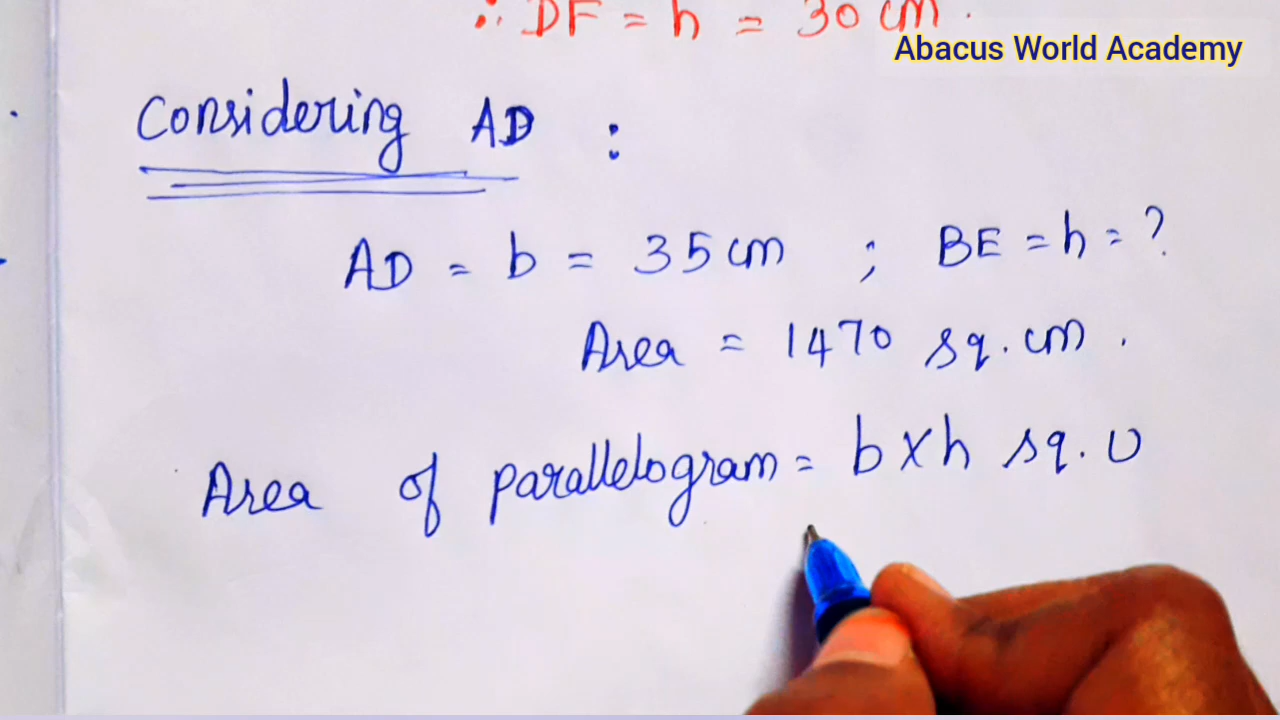 ∴ DF = h = 30 cm.
Abacus World Academy
Considering AD :
AD = b = 35 cm ; BE = h = ?
Area = 1470 sq. cm.
Area of parallelogram = b x h sq. U